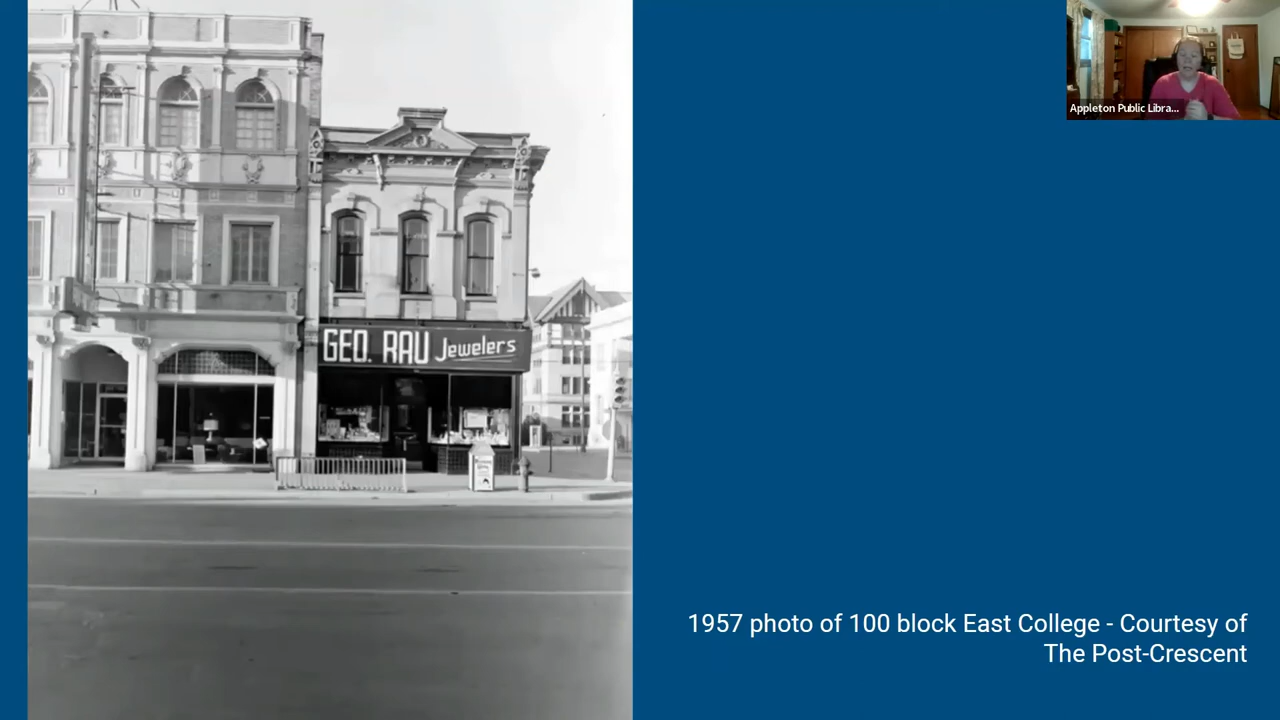 Appleton Public Libra...
GEO. RAU Jewelers
1957 photo of 100 block East College - Courtesy of
The Post-Crescent